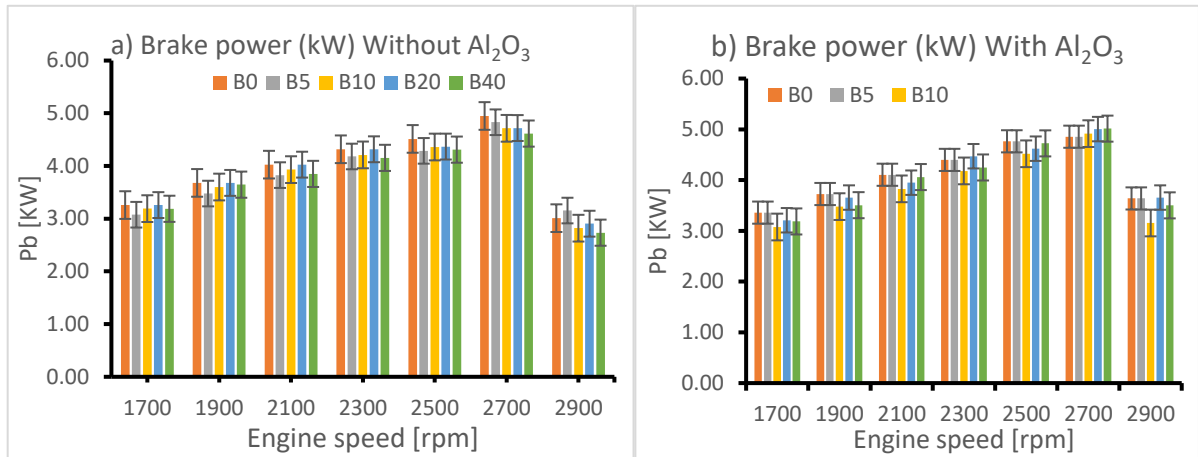 a) Brake power (kW) Without Al₂O₃
6.00
B0 B5 B10 B20 B40
5.00
4.00
3.00
2.00
1.00
0.00
Pb [KW]
1700 1900 2100 2300 2500 2700 2900
Engine speed [rpm]
b) Brake power (kW) With Al₂O₃
6.00
B0 B5 B10
5.00
4.00
3.00
2.00
1.00
0.00
Pb [KW]
1700 1900 2100 2300 2500 2700 2900
Engine speed [rpm]